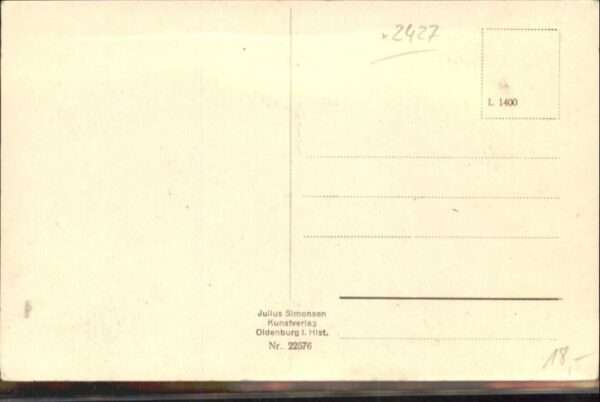 2427
L 1400
Julius Simonsen
Kunstverlag
Oldenburg i. Hlst.
Nr. 22576
18,-